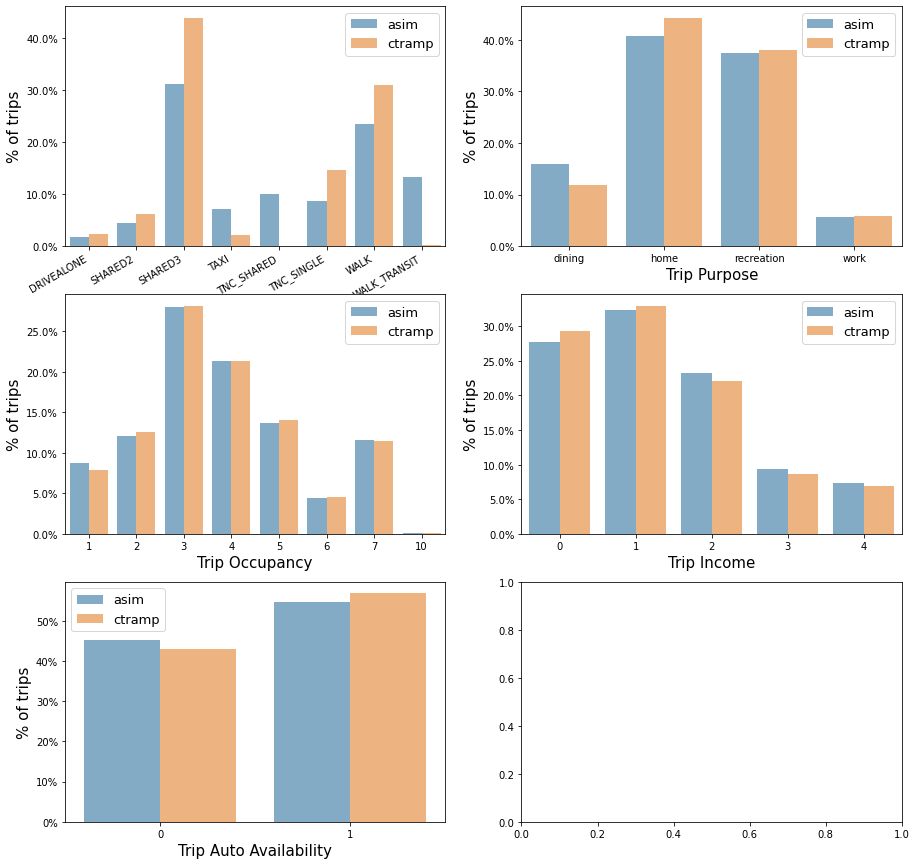 % of trips
40.0%
30.0%
20.0%
10.0%
0.0%
asim
ctramp
DRIVEALONE
SHARED2
SHARED3
TAXI
TNC_SHARED
TNC_SINGLE
WALK
WALK_TRANSIT
% of trips
40.0%
30.0%
20.0%
10.0%
0.0%
asim
ctramp
dining home recreation work
Trip Purpose
% of trips
25.0%
20.0%
15.0%
10.0%
5.0%
0.0%
asim
ctramp
1 2 3 4 5 6 7 10
Trip Occupancy
% of trips
30.0%
25.0%
20.0%
15.0%
10.0%
5.0%
0.0%
asim
ctramp
0 1 2 3 4
Trip Income
% of trips
50%
40%
30%
20%
10%
0%
asim
ctramp
0 1
Trip Auto Availability
1.0
0.8
0.6
0.4
0.2
0.0
0.0 0.2 0.4 0.6 0.8 1.0